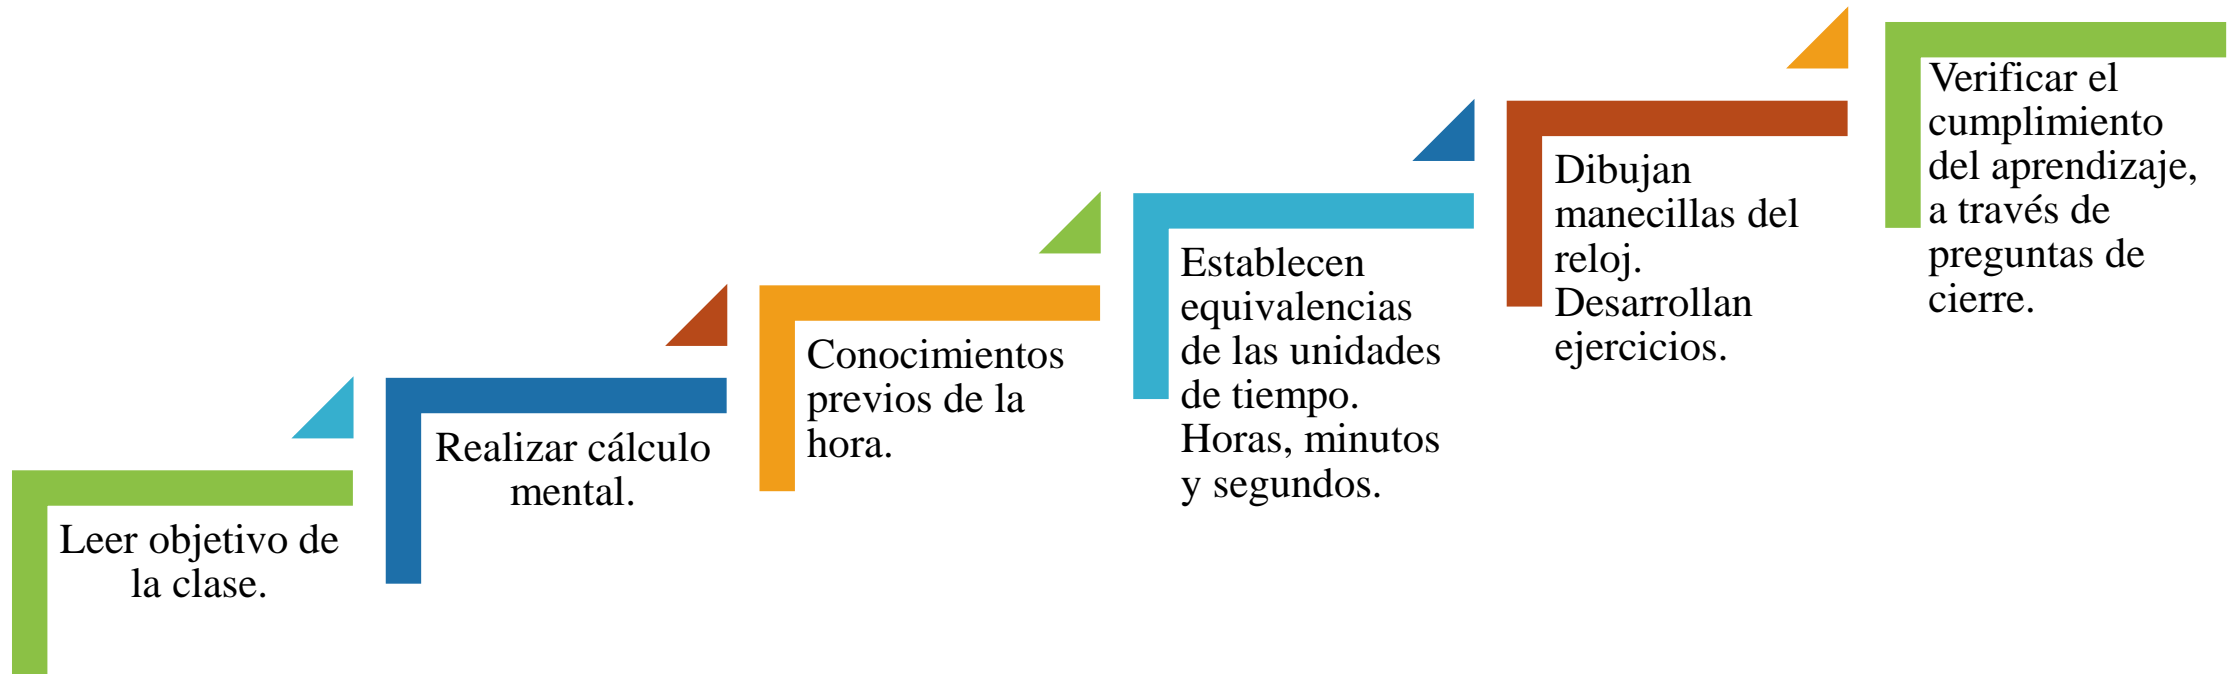 Leer objetivo de
la clase.
Realizar cálculo
mental.
Conocimientos
previos de la
hora.
Establecen
equivalencias
de las unidades
de tiempo.
Horas, minutos
y segundos.
Dibujan
manecillas del
reloj.
Desarrollan
ejercicios.
Verificar el
cumplimiento
del aprendizaje,
a través de
preguntas de
cierre.